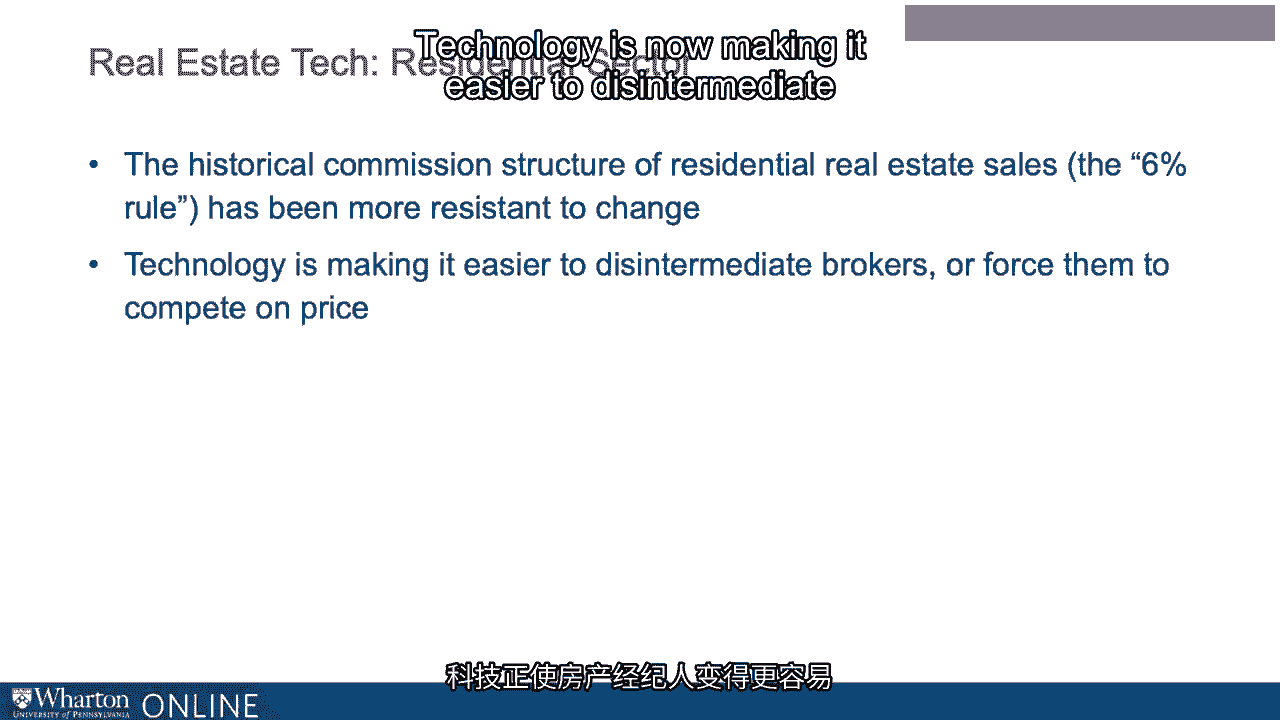 Technology is now making it
easier to disintermediate
Real Estate Tech: Residential Sector
• The historical commission structure of residential real estate sales (the “6%
rule”) has been more resistant to change
• Technology is making it easier to disintermediate brokers, or force them to
compete on price
科技正使房产经纪人变得更容易
Wharton ONLINE
UNIVERSITY of PENNSYLVANIA